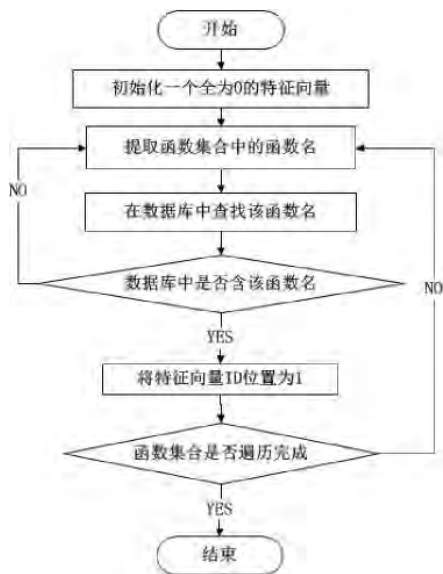 开始
初始化一个全为0的特征向量
提取函数集合中的函数名
NO
在数据库中查找该函数名
数据库中是否含该函数名
NO
YES
将特征向量ID位置为1
函数集合是否遍历完成
YES
结束